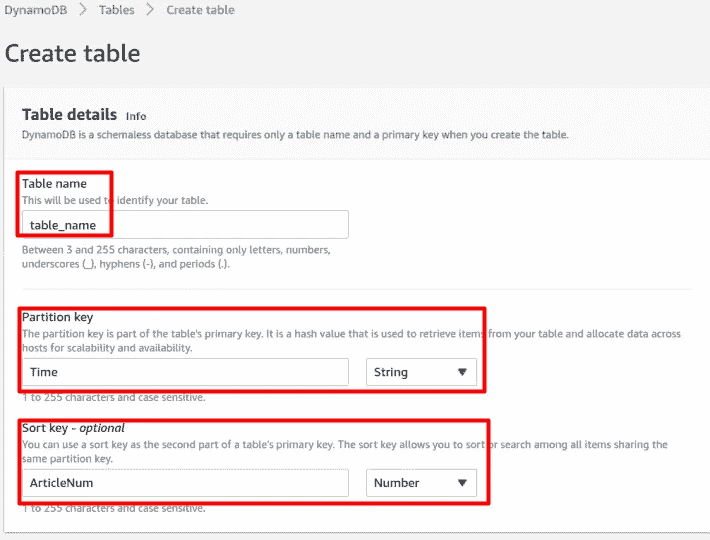 DynamoDB > Tables > Create table
Create table
Table details Info
DynamoDB is a schemaless database that requires only a table name and a primary key when you create the table.
Table name
This will be used to identify your table.
table_name
Between 3 and 255 characters, containing only letters, numbers,
underscores (_), hyphens (-), and periods (.).
Partition key
The partition key is part of the table's primary key. It is a hash value that is used to retrieve items from your table and allocate data across
hosts for scalability and availability.
Time String
1 to 255 characters and case sensitive.
Sort key - optional
You can use a sort key as the second part of a table's primary key. The sort key allows you to sort or search among all items sharing the
same partition key.
ArticleNum Number
1 to 255 characters and case sensitive.